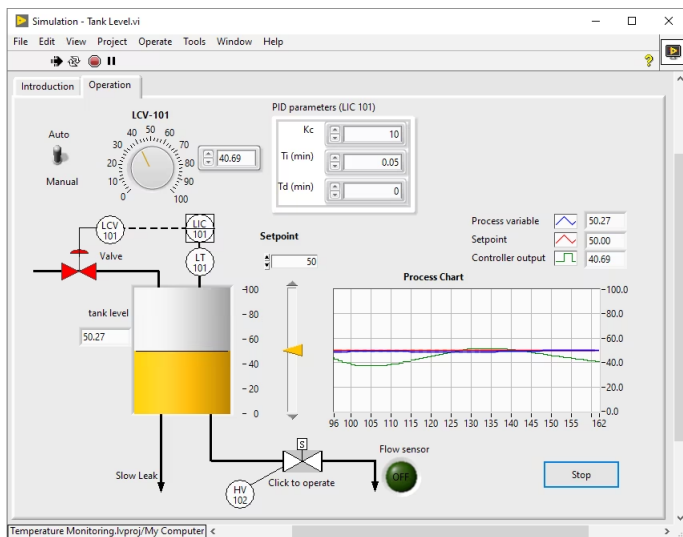 Simulation - Tank Level.vi
File Edit View Project Operate Tools Window Help
Introduction Operation
LCV-101
Auto
Manual
0 10 20 30 40 50 60 70 80 90 100
40.69
PID parameters (LIC 101)
Kc 10
Ti (min) 0.05
Td (min) 0
LCV
101
LIC
101
LT
101
Valve
Setpoint
50
Process variable 50.27
Setpoint 50.00
Controller output 40.69
tank level
50.27
100
80
60
40
20
0
Process Chart
100.0
80.0
60.0
40.0
20.0
0.0
96 100 105 110 115 120 125 130 135 140 145 150 155 162
Slow Leak
S
HV
102
Click to operate
Flow sensor
OFF
Stop
Temperature Monitoring.lvproj/My Computer